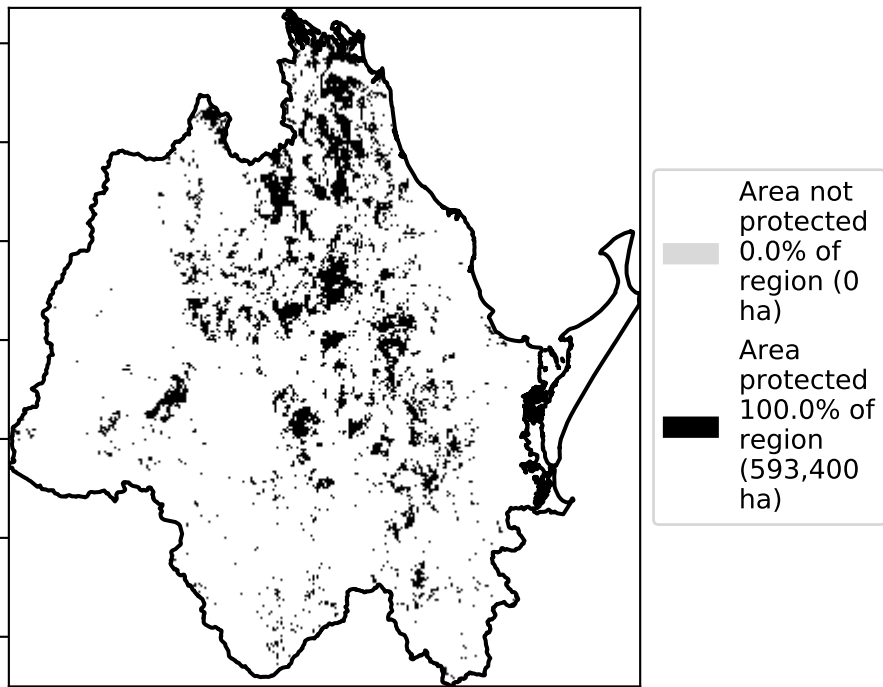 Area not
protected
0.0% of
region (0
ha)
Area
protected
100.0% of
region
(593,400
ha)